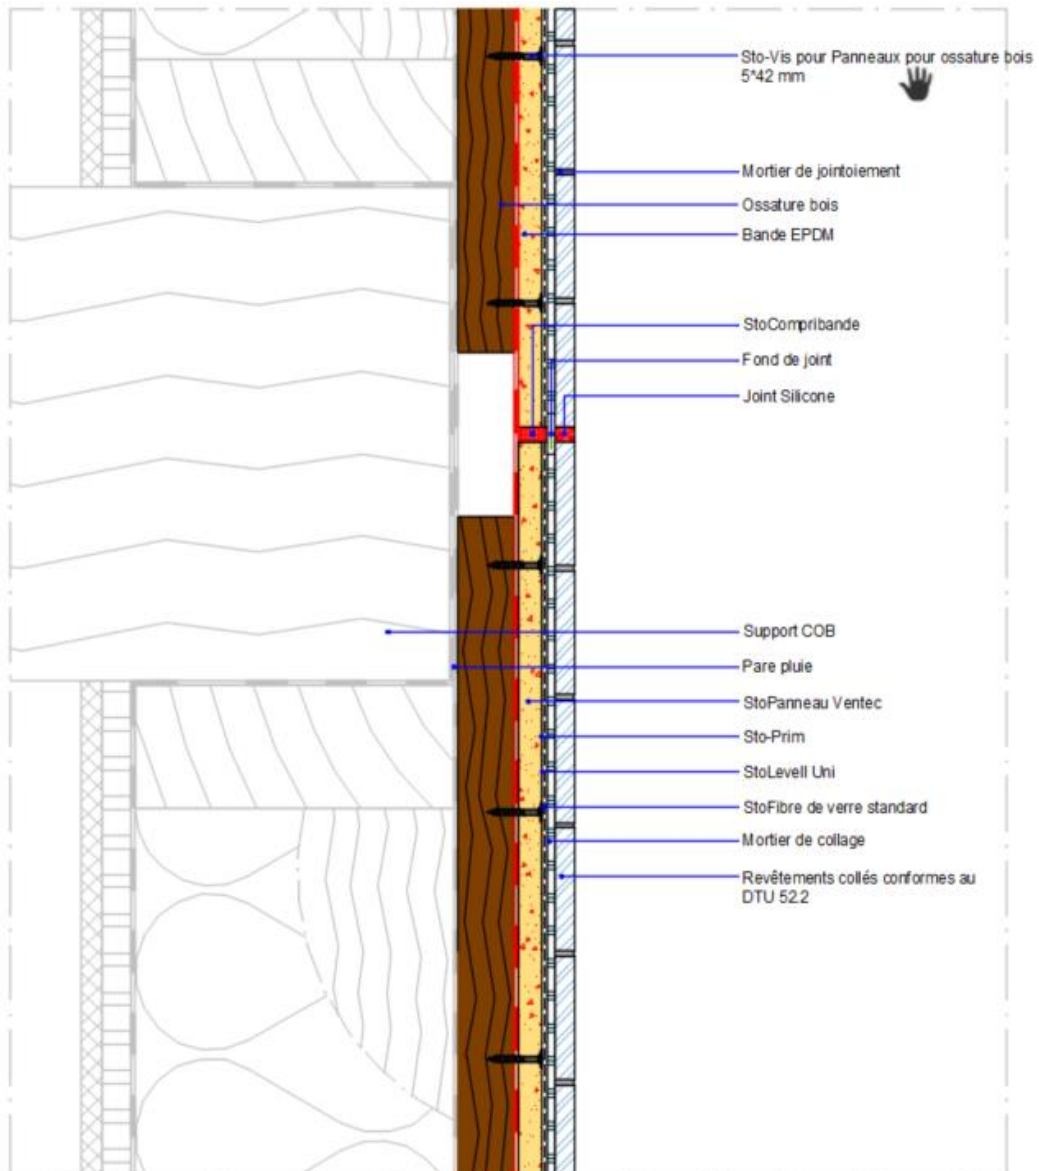 Sto-Vis pour Panneaux pour ossature bois
5*42 mm
Mortier de jointoiement
Ossature bois
Bande EPDM
StoCompribande
Fond de joint
Joint Silicone
Support COB
Pare pluie
StoPanneau Ventec
Sto-Prim
StoLevell Uni
StoFibre de verre standard
Mortier de collage
Revêtements collés conformes au
DTU 52.2